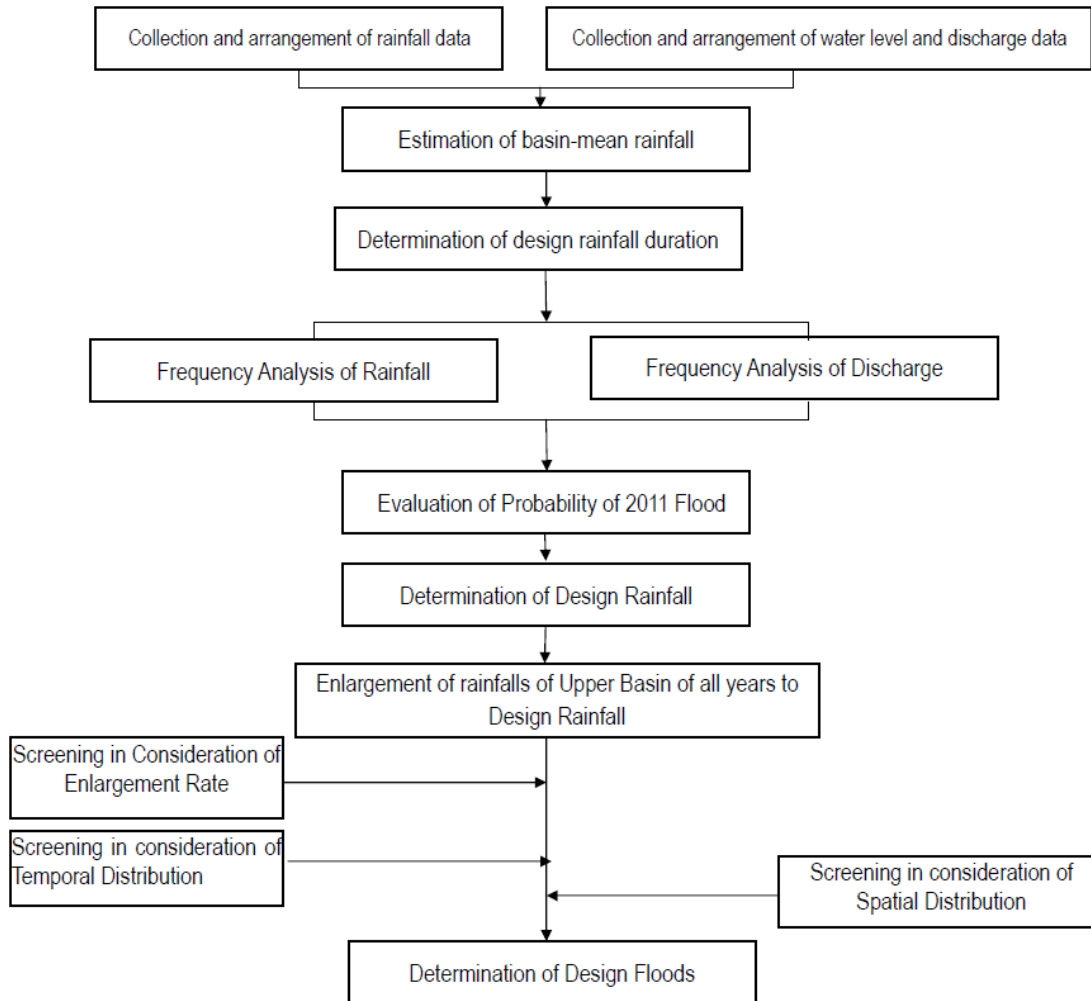 Collection and arrangement of rainfall data
Collection and arrangement of water level and discharge data
Estimation of basin-mean rainfall
Determination of design rainfall duration
Frequency Analysis of Rainfall
Frequency Analysis of Discharge
Evaluation of Probability of 2011 Flood
Determination of Design Rainfall
Enlargement of rainfalls of Upper Basin of all years to
Design Rainfall
Screening in Consideration of
Enlargement Rate
Screening in consideration of
Temporal Distribution
Screening in consideration of
Spatial Distribution
Determination of Design Floods